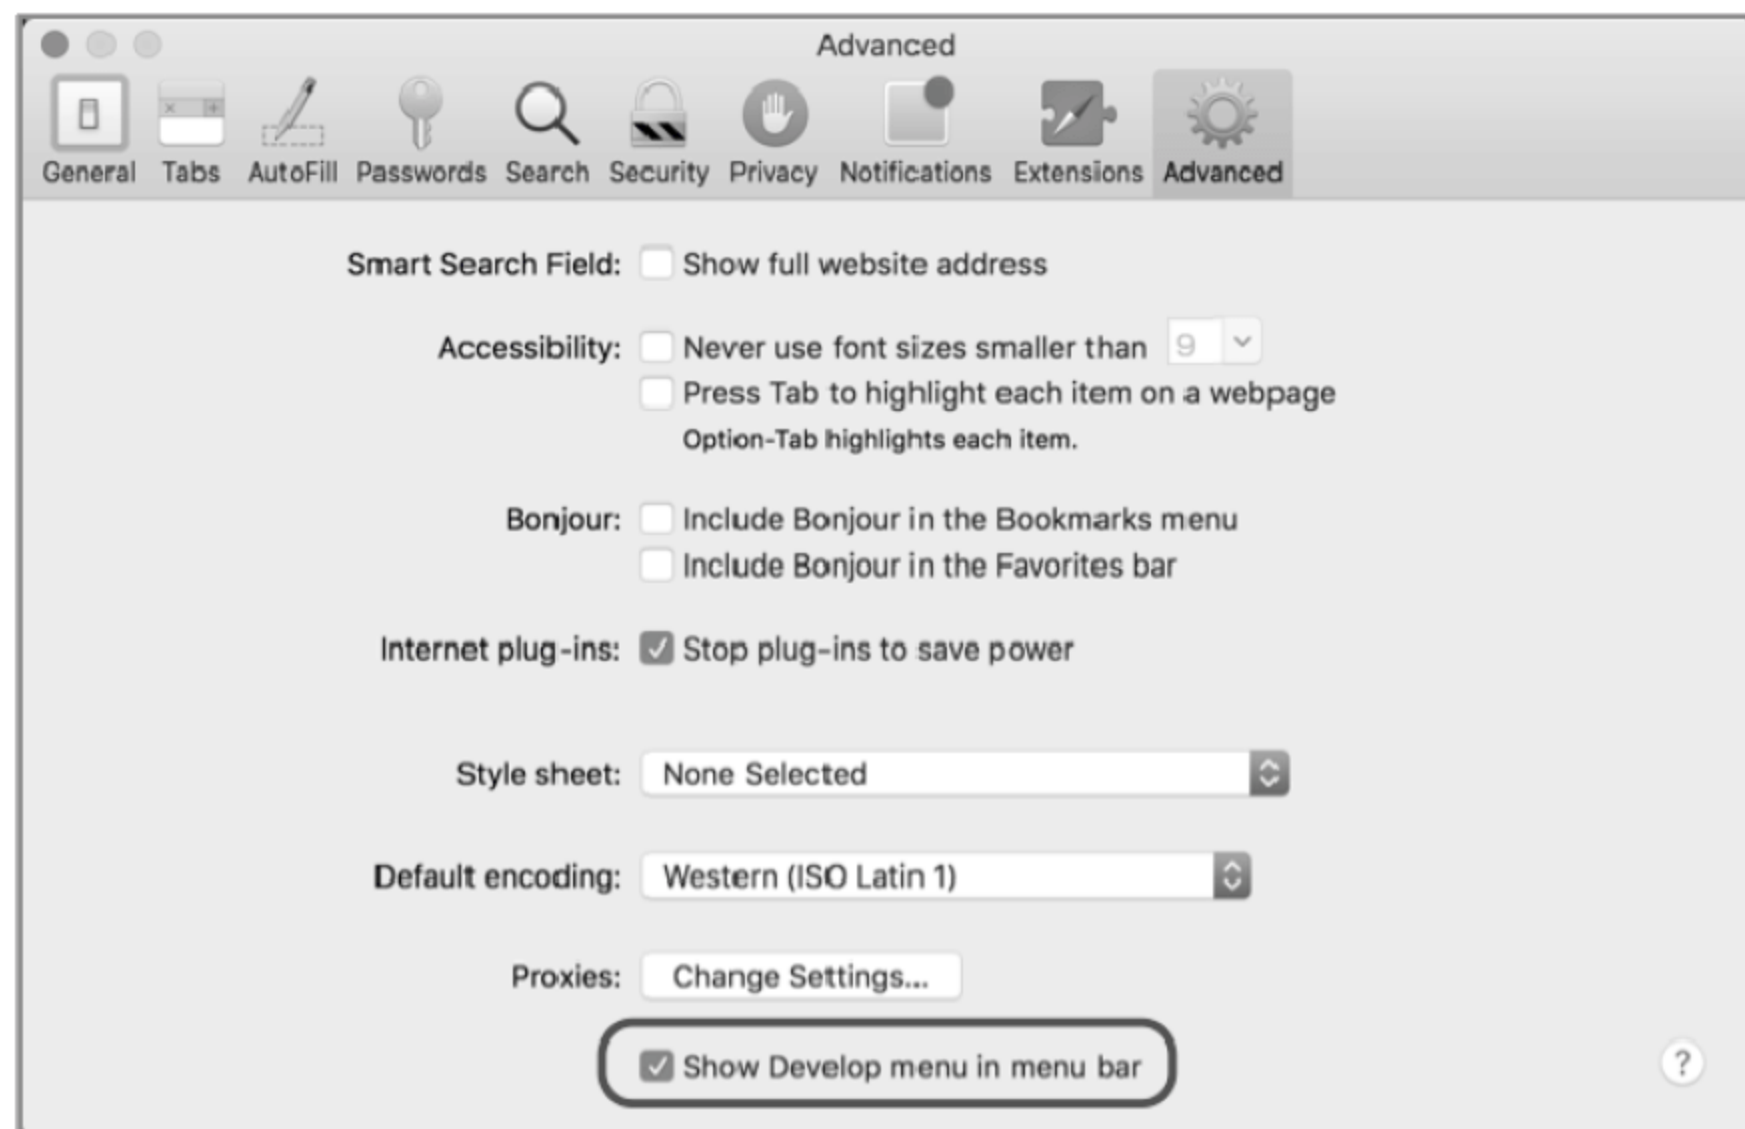 Advanced
General Tabs AutoFill Passwords Search Security Privacy Notifications Extensions Advanced
Smart Search Field: Show full website address
Accessibility: Never use font sizes smaller than 9
Press Tab to highlight each item on a webpage
Option-Tab highlights each item.
Bonjour: Include Bonjour in the Bookmarks menu
Include Bonjour in the Favorites bar
Internet plug-ins: Stop plug-ins to save power
Style sheet: None Selected
Default encoding: Western (ISO Latin 1)
Proxies: Change Settings...
Show Develop menu in menu bar
?